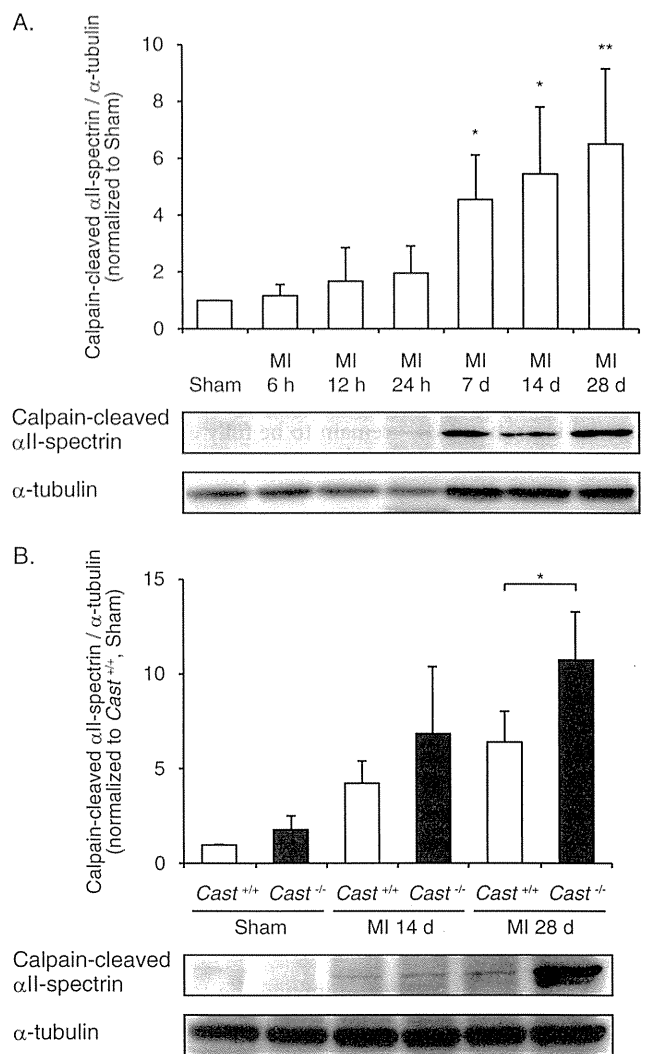 A.
Calpain-cleaved αII-spectrin / α-tubulin
(normalized to Sham)
10
8
6
4
2
0
*
*
**
Sham
MI
6 h
MI
12 h
MI
24 h
MI
7 d
MI
14 d
MI
28 d
Calpain-cleaved
αII-spectrin
α-tubulin
B.
Calpain-cleaved αII-spectrin / α-tubulin
(normalized to Cast +/+, Sham)
15
10
5
0
*
Cast +/+ Cast -/- Cast +/+ Cast -/- Cast +/+ Cast -/-
Sham MI 14 d MI 28 d
Calpain-cleaved
αII-spectrin
α-tubulin